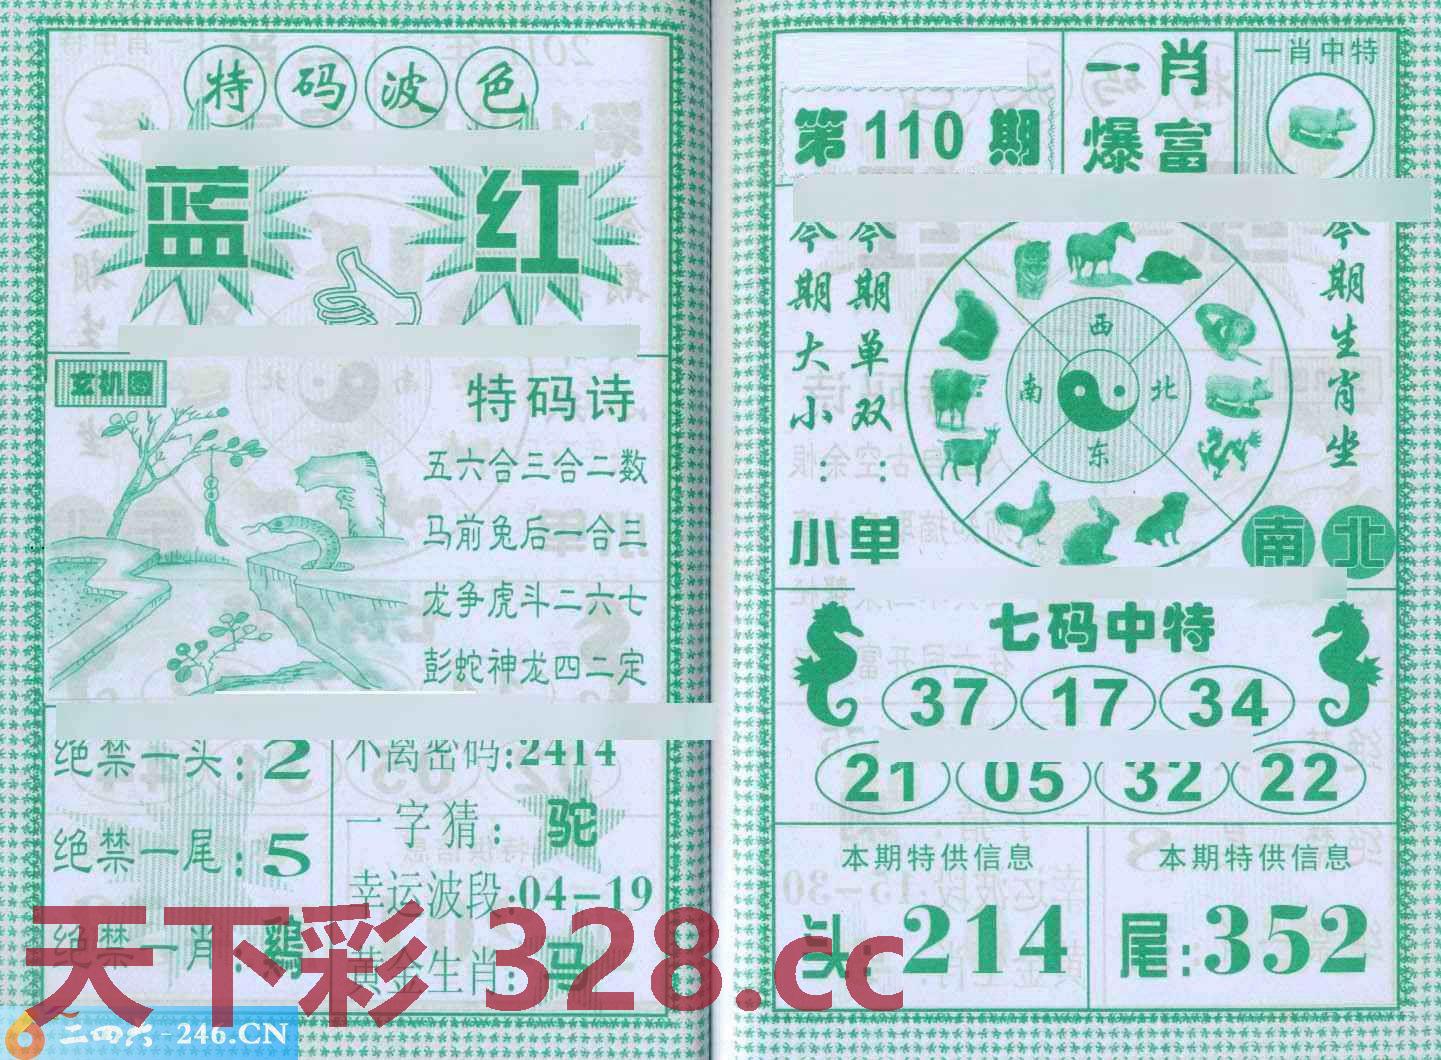 特码波色
蓝 红
玄机图
特码诗
五六合三合二数
马前兔后一合三
龙争虎斗二六七
彭蛇神龙四二定
绝禁一头:2
绝禁一尾:5
绝禁一肖:鸡
不离密码:2414
一字猜:驼
幸运波段:04-19
黄金生肖:马
第110期
一肖
爆富
一肖中特
今期大小:小
今期单双:单
西
南 北
东
今期生肖坐
南 北
七码中特
37 17 34
21 05 32 22
本期特供信息
头:214
本期特供信息
尾:352
天下彩 328.cc
二四六-246.CN